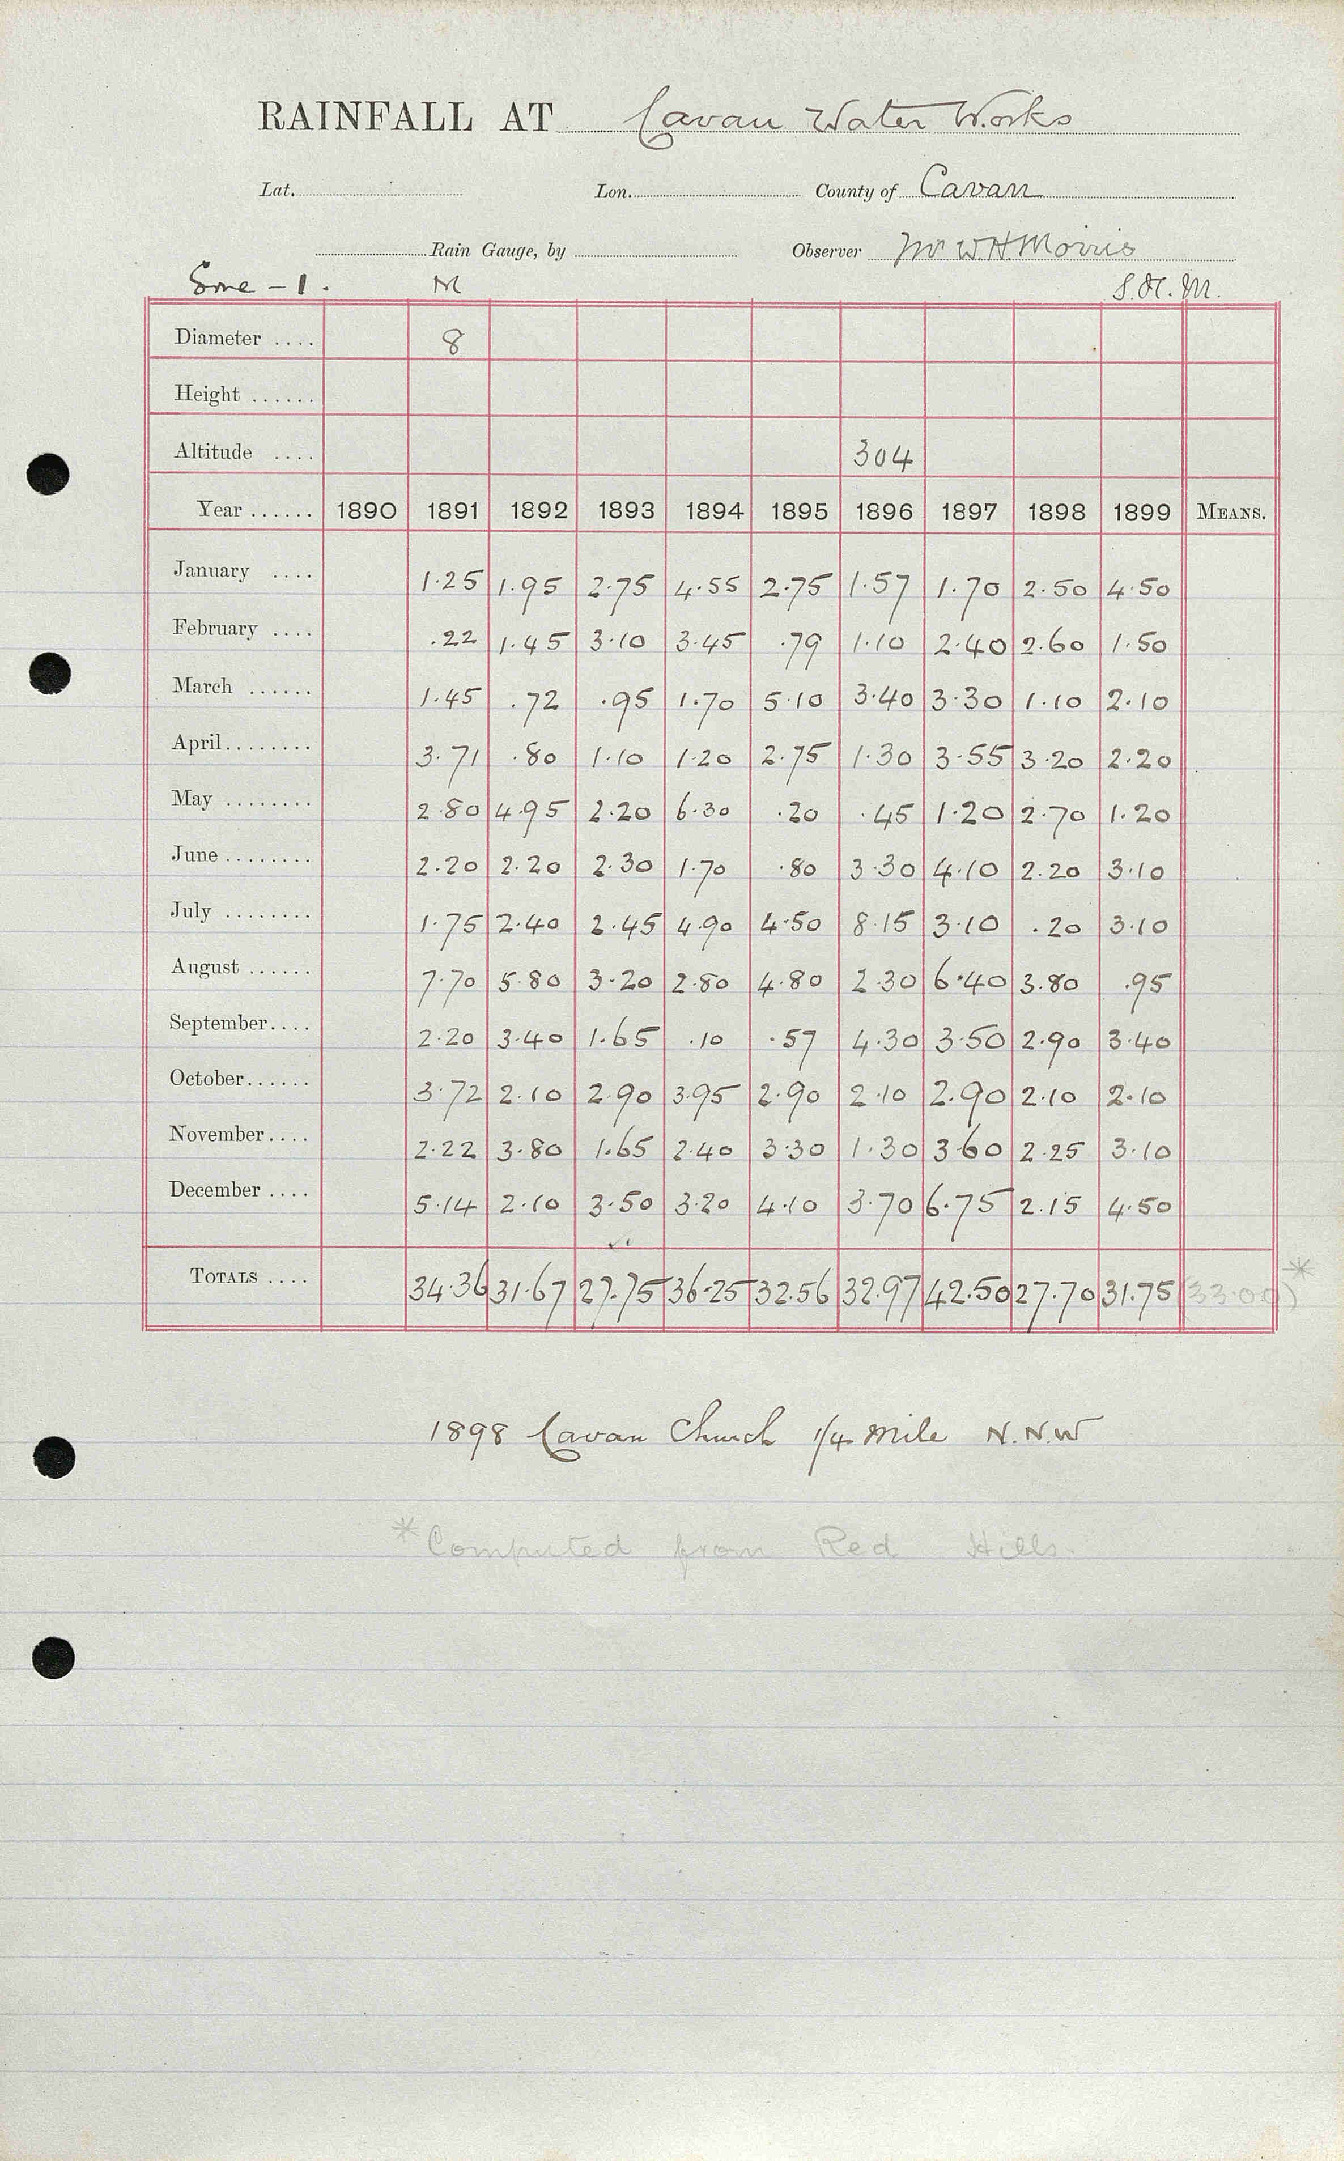 RAINFALL AT Cavan Water Works
Lat. Lon. County of Cavan
Rain Gauge, by Observer Mr W H Morris
M S.H.M.
Diameter .... 8
Height ......
Altitude .... 304
Year ...... 1890 1891 1892 1893 1894 1895 1896 1897 1898 1899 MEANS.
January .... 1.25 1.95 2.75 4.55 2.75 1.57 1.70 2.50 4.50
February .... .22 1.45 3.10 3.45 .79 1.10 2.40 2.60 1.50
March ...... 1.45 .72 .95 1.70 5.10 3.40 3.30 1.10 2.10
April........ 3.71 .80 1.10 1.20 2.75 1.30 3.55 3.20 2.20
May ........ 2.80 4.95 2.20 6.30 .20 .45 1.20 2.70 1.20
June ........ 2.20 2.20 2.30 1.70 .80 3.30 4.10 2.20 3.10
July ........ 1.75 2.40 2.45 4.90 4.50 8.15 3.10 .20 3.10
August ...... 7.70 5.80 3.20 2.80 4.80 2.30 6.40 3.80 .95
September.... 2.20 3.40 1.65 .10 .57 4.30 3.50 2.90 3.40
October...... 3.72 2.10 2.90 3.95 2.90 2.10 2.90 2.10 2.10
November.... 2.22 3.80 1.65 2.40 3.30 1.30 3.60 2.25 3.10
December .... 5.14 2.10 3.50 3.20 4.10 3.70 6.75 2.15 4.50
TOTALS .... 34.36 31.67 27.75 36.25 32.56 32.97 42.50 27.70 31.75 (33.00)*
1898 Cavan Church 1/4 mile N.N.W
* Computed from Red Hills.